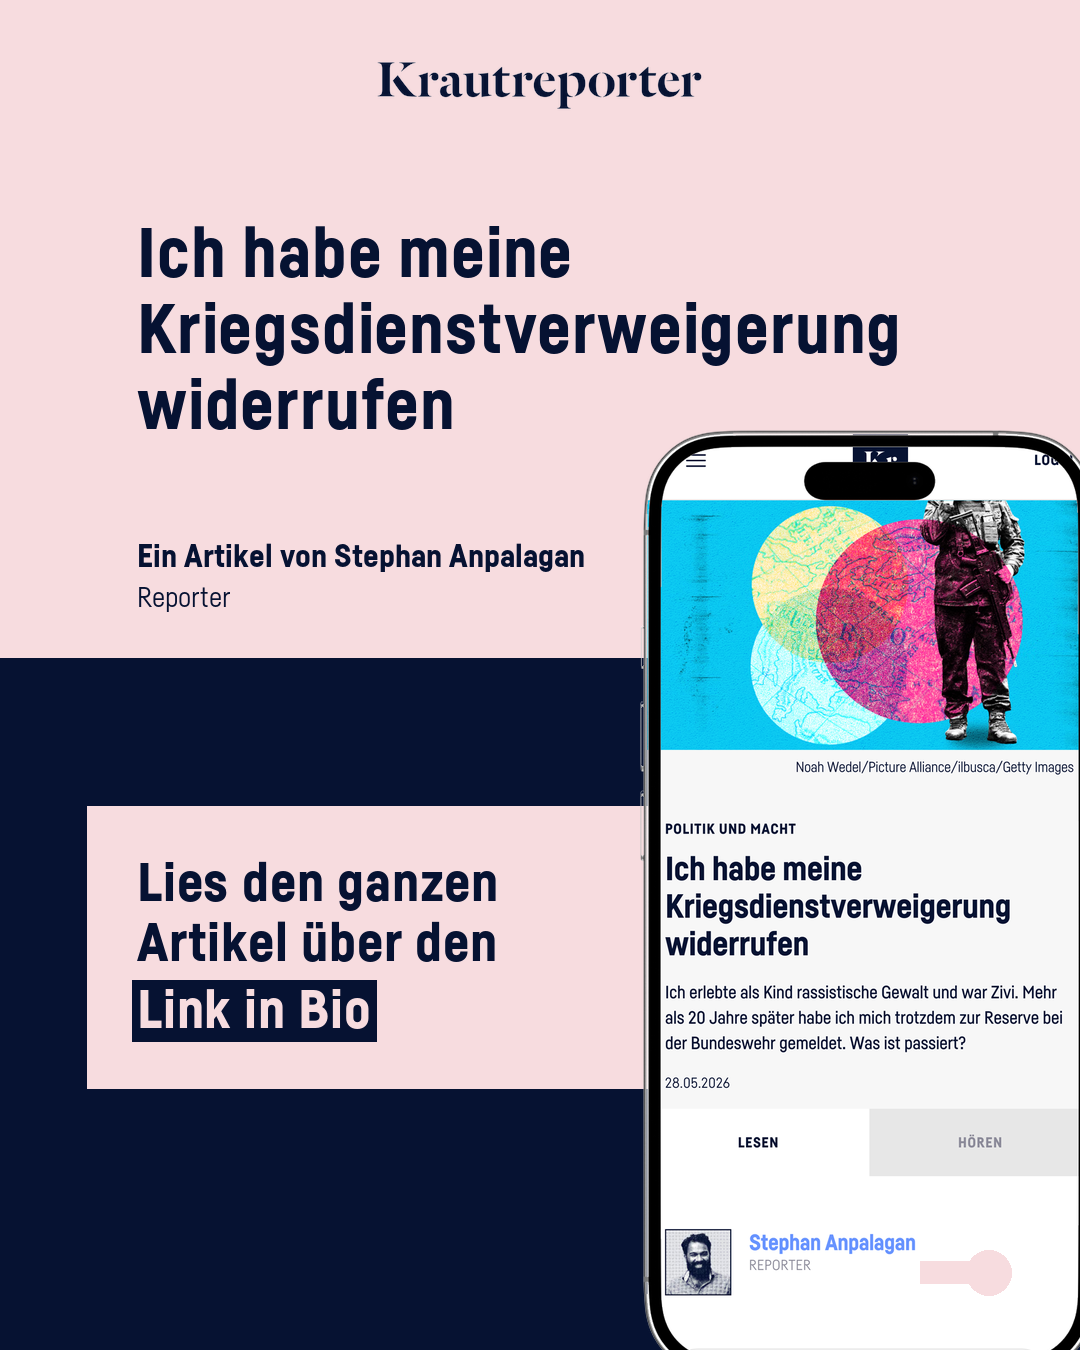 Krautreporter
Ich habe meine
Kriegsdienstverweigerung
widerrufen
Ein Artikel von Stephan Anpalagan
Reporter
Lies den ganzen
Artikel über den
Link in Bio
Kr
Noah Wedel/Picture Alliance/ilbusca/Getty Images
POLITIK UND MACHT
Ich habe meine
Kriegsdienstverweigerung
widerrufen
Ich erlebte als Kind rassistische Gewalt und war Zivi. Mehr
als 20 Jahre später habe ich mich trotzdem zur Reserve bei
der Bundeswehr gemeldet. Was ist passiert?
28.05.2026
LESEN
HÖREN
Stephan Anpalagan
REPORTER